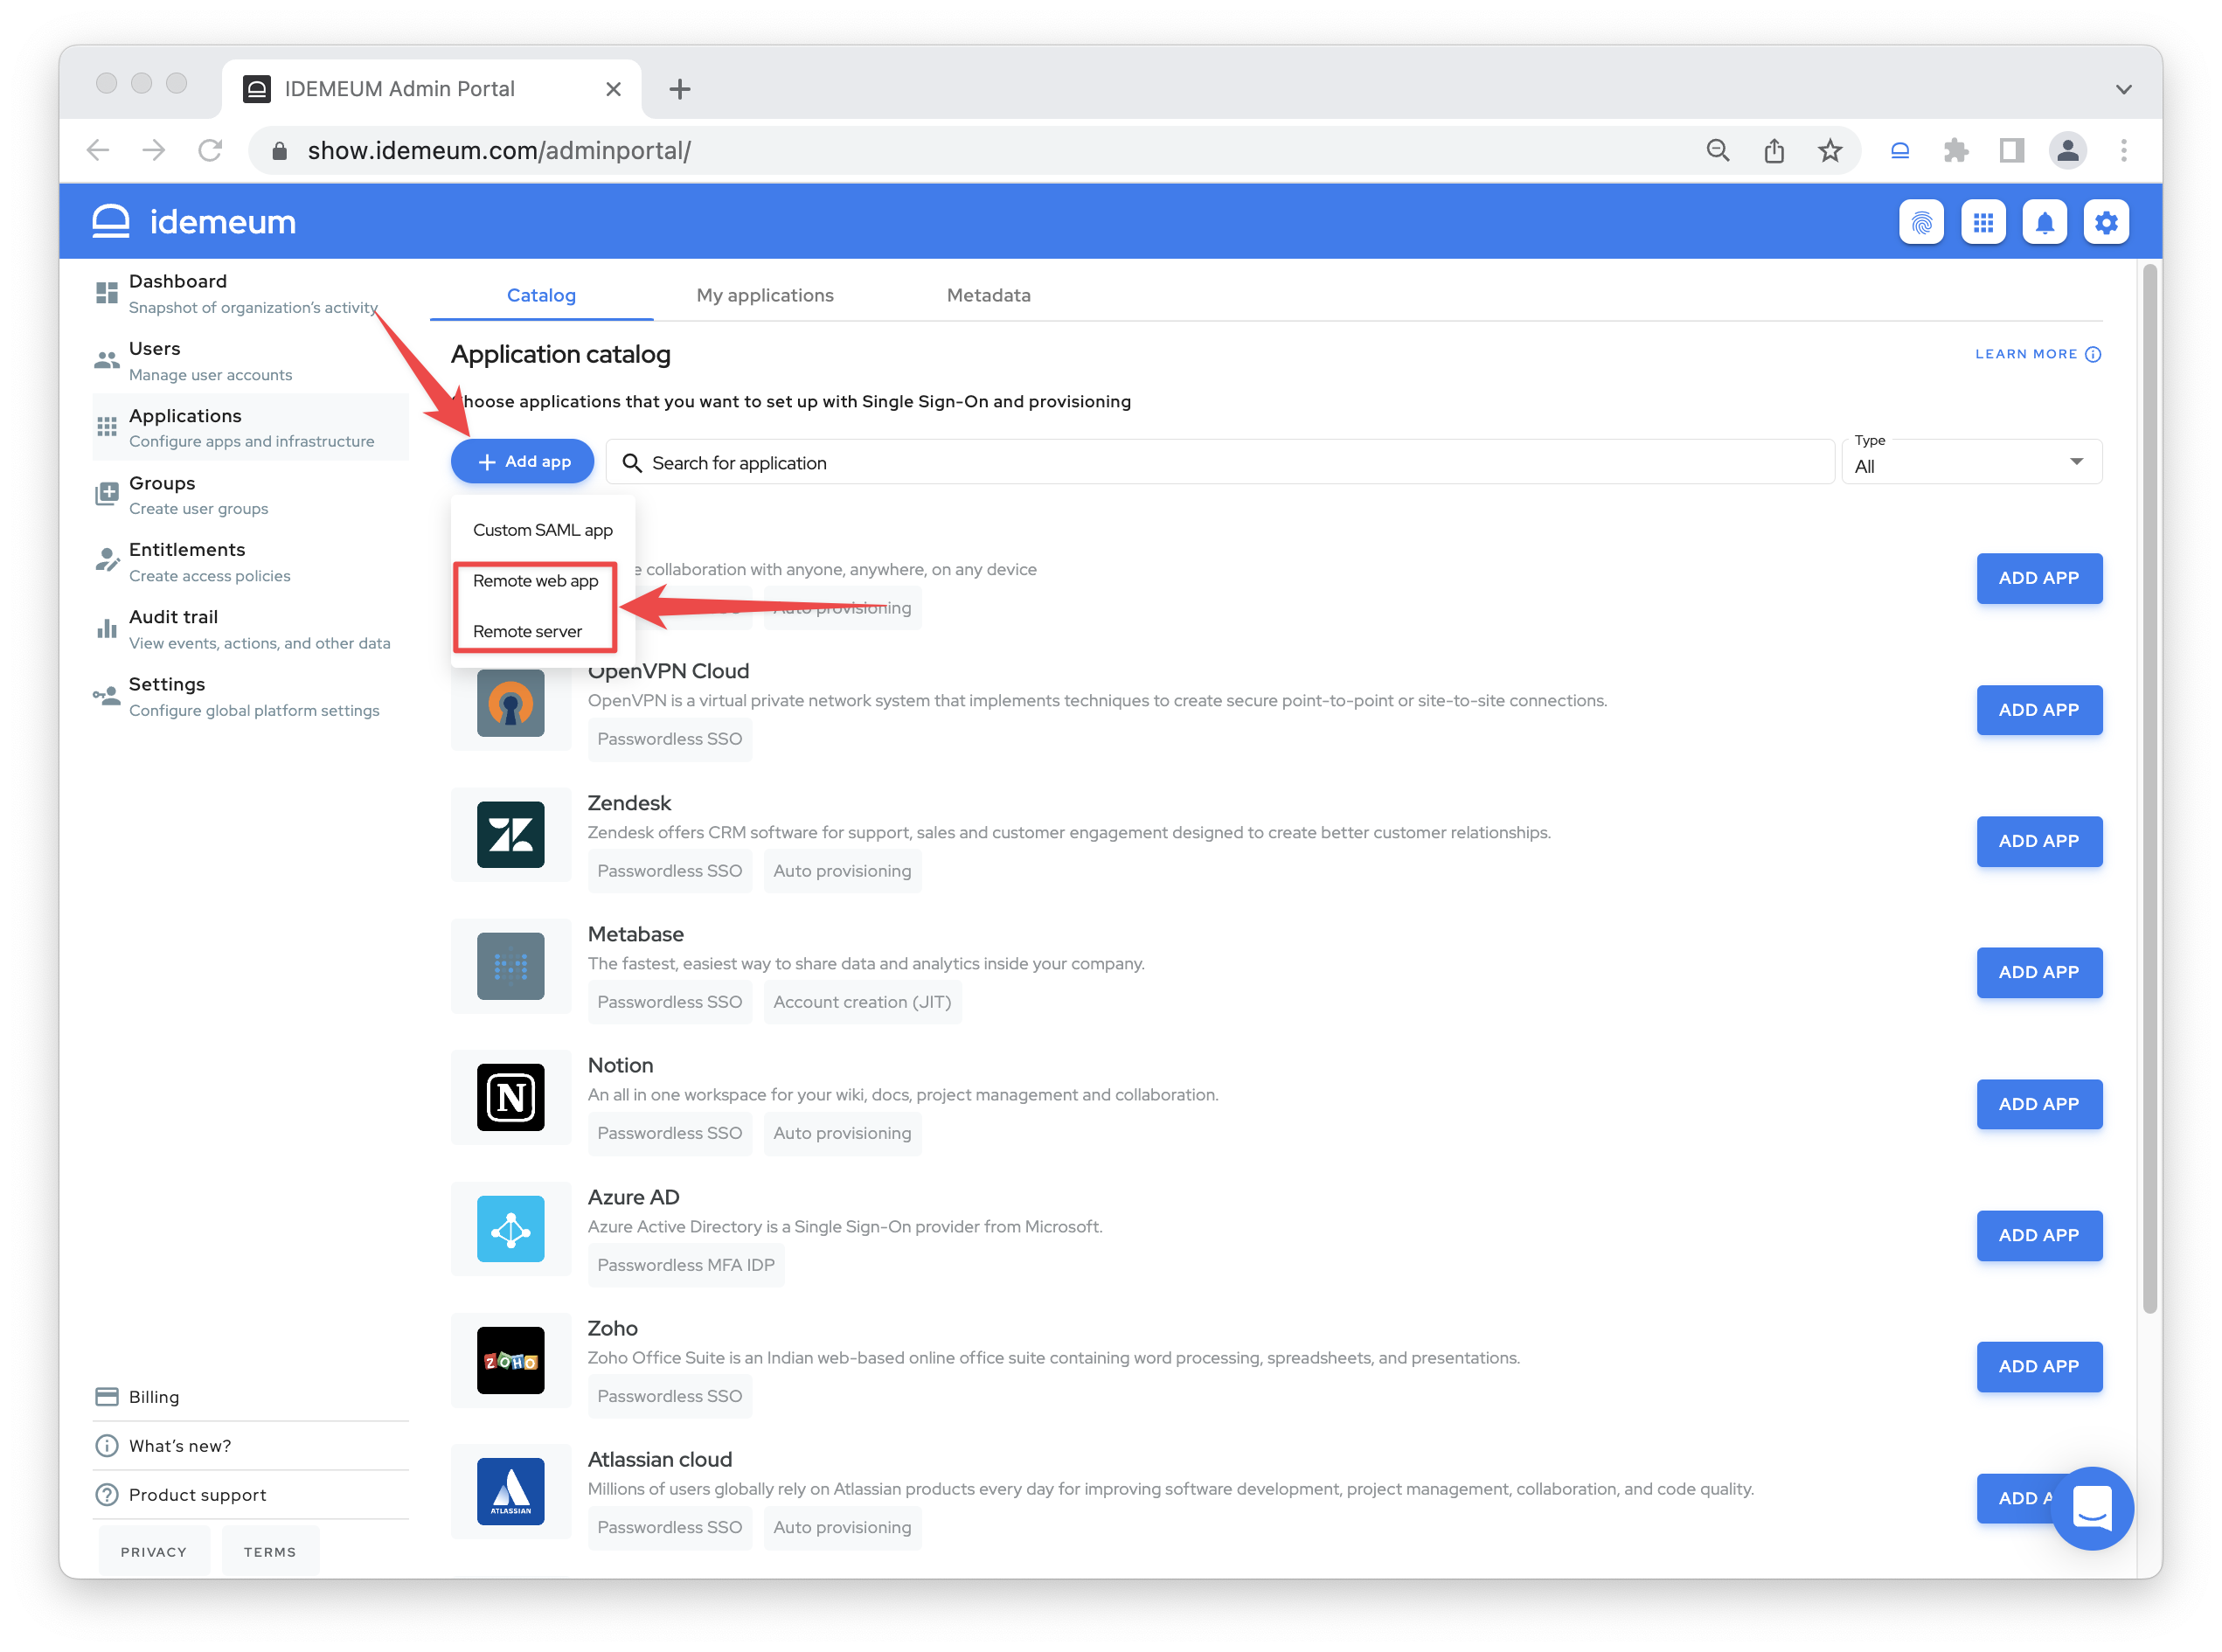 IDEMEUM Admin Portal
show.idemeum.com/adminportal/
idemeum
Dashboard
Snapshot of organization's activity
Users
Manage user accounts
Applications
Configure apps and infrastructure
Groups
Create user groups
Entitlements
Create access policies
Audit trail
View events, actions, and other data
Settings
Configure global platform settings
Billing
What's new?
Product support
PRIVACY
TERMS
Catalog
My applications
Metadata
Application catalog
LEARN MORE
hoose applications that you want to set up with Single Sign-On and provisioning
Add app
Search for application
Type
All
Custom SAML app
Remote web app
Remote server
collaboration with anyone, anywhere, on any device
Auto provisioning
ADD APP
OpenVPN Cloud
OpenVPN is a virtual private network system that implements techniques to create secure point-to-point or site-to-site connections.
Passwordless SSO
ADD APP
Zendesk
Zendesk offers CRM software for support, sales and customer engagement designed to create better customer relationships.
Passwordless SSO
Auto provisioning
ADD APP
Metabase
The fastest, easiest way to share data and analytics inside your company.
Passwordless SSO
Account creation (JIT)
ADD APP
N
Notion
An all in one workspace for your wiki, docs, project management and collaboration.
Passwordless SSO
Auto provisioning
ADD APP
Azure AD
Azure Active Directory is a Single Sign-On provider from Microsoft.
Passwordless MFA IDP
ADD APP
ZOHO
Zoho
Zoho Office Suite is an Indian web-based online office suite containing word processing, spreadsheets, and presentations.
Passwordless SSO
ADD APP
ATLASSIAN
Atlassian cloud
Millions of users globally rely on Atlassian products every day for improving software development, project management, collaboration, and code quality.
Passwordless SSO
Auto provisioning
ADD A